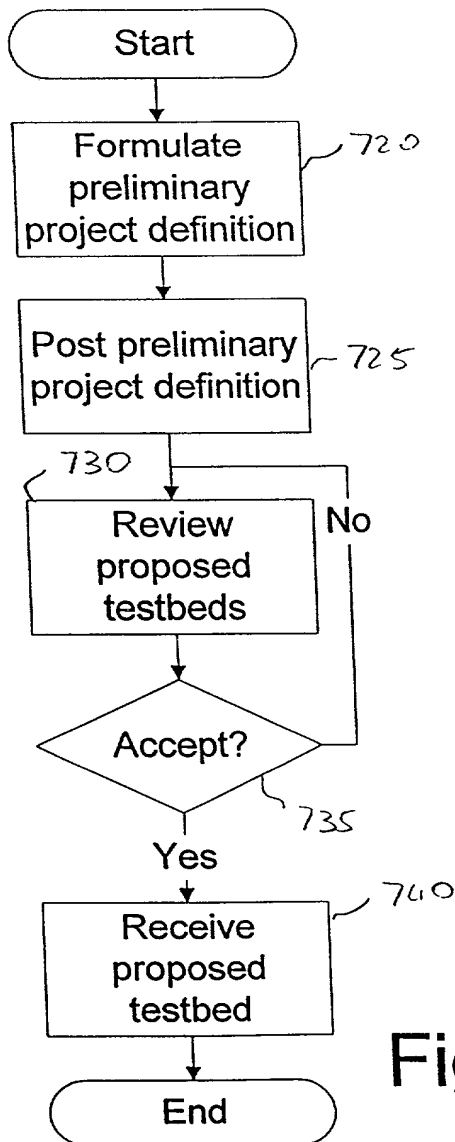 Start
Formulate
preliminary
project definition
720
Post preliminary
project definition
725
730
Review
proposed
testbeds
No
Accept?
735
Yes
Receive
proposed
testbed
740
End
Fig